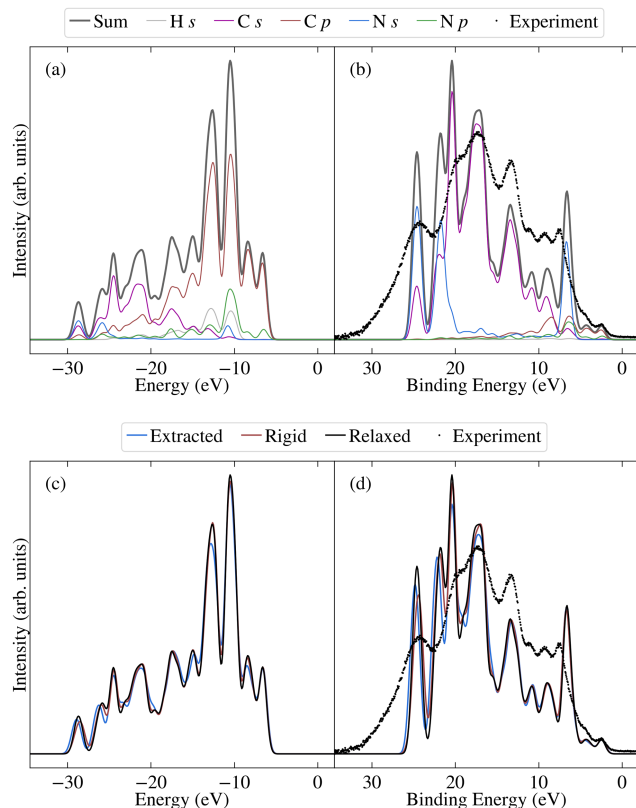 Sum H s C s C p N s N p Experiment
(a) (b)
Intensity (arb. units)
−30 −20 −10 0 30 20 10 0
Energy (eV) Binding Energy (eV)
Extracted Rigid Relaxed Experiment
(c) (d)
Intensity (arb. units)
−30 −20 −10 0 30 20 10 0
Energy (eV) Binding Energy (eV)